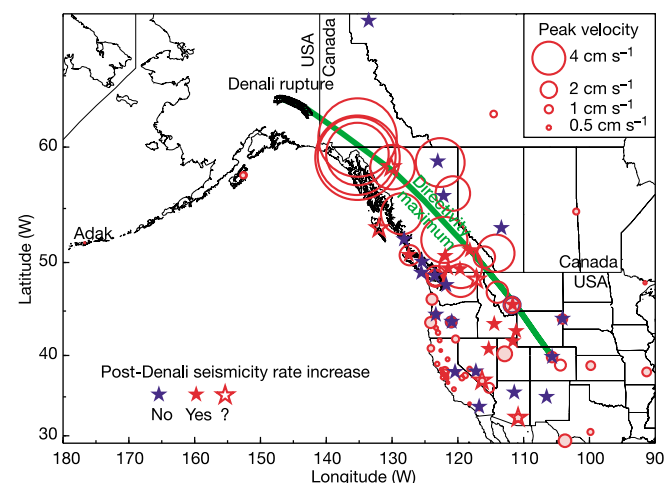 USA
Canada
Peak velocity
4 cm s⁻¹
2 cm s⁻¹
1 cm s⁻¹
0.5 cm s⁻¹
Denali rupture
Directivity
maximum
Adak
Canada
USA
Post-Denali seismicity rate increase
No Yes ?
Latitude (W)
60
50
40
30
180 170 160 150 140 130 120 110 100 90
Longitude (W)